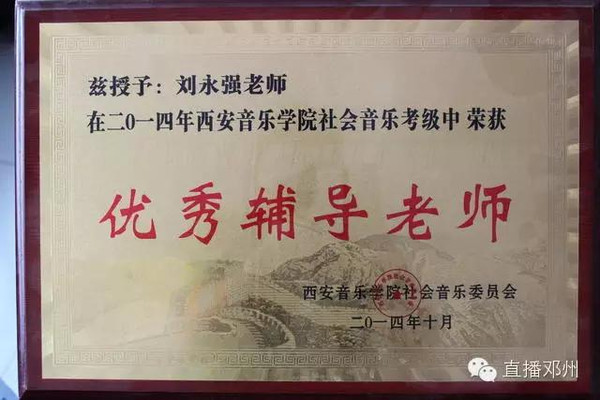 兹授予：刘永强老师
在二0一四年西安音乐学院社会音乐考级中 荣获
优秀辅导老师
西安音乐学院社会音乐委员会
二0一四年十月
直播邓州